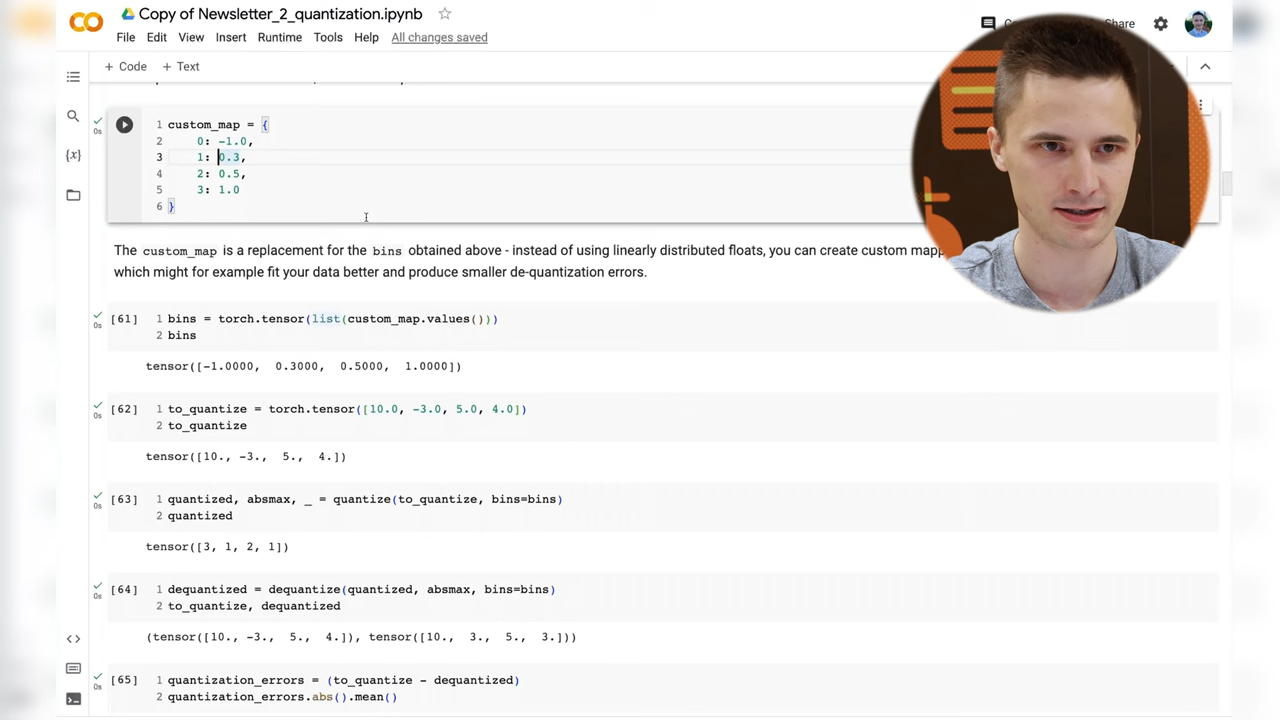 Copy of Newsletter_2_quantization.ipynb
File Edit View Insert Runtime Tools Help All changes saved
Share
+ Code + Text
1 custom_map = {
2 0: -1.0,
3 1: 0.3,
4 2: 0.5,
5 3: 1.0
6 }
0s
The custom_map is a replacement for the bins obtained above - instead of using linearly distributed floats, you can create custom
which might for example fit your data better and produce smaller de-quantization errors.
[61] 1 bins = torch.tensor(list(custom_map.values()))
0s 2 bins
tensor([-1.0000, 0.3000, 0.5000, 1.0000])
[62] 1 to_quantize = torch.tensor([10.0, -3.0, 5.0, 4.0])
0s 2 to_quantize
tensor([10., -3., 5., 4.])
[63] 1 quantized, absmax, _ = quantize(to_quantize, bins=bins)
0s 2 quantized
tensor([3, 1, 2, 1])
[64] 1 dequantized = dequantize(quantized, absmax, bins=bins)
0s 2 to_quantize, dequantized
(tensor([10., -3., 5., 4.]), tensor([10., 3., 5., 3.]))
[65] 1 quantization_errors = (to_quantize - dequantized)
0s 2 quantization_errors.abs().mean()